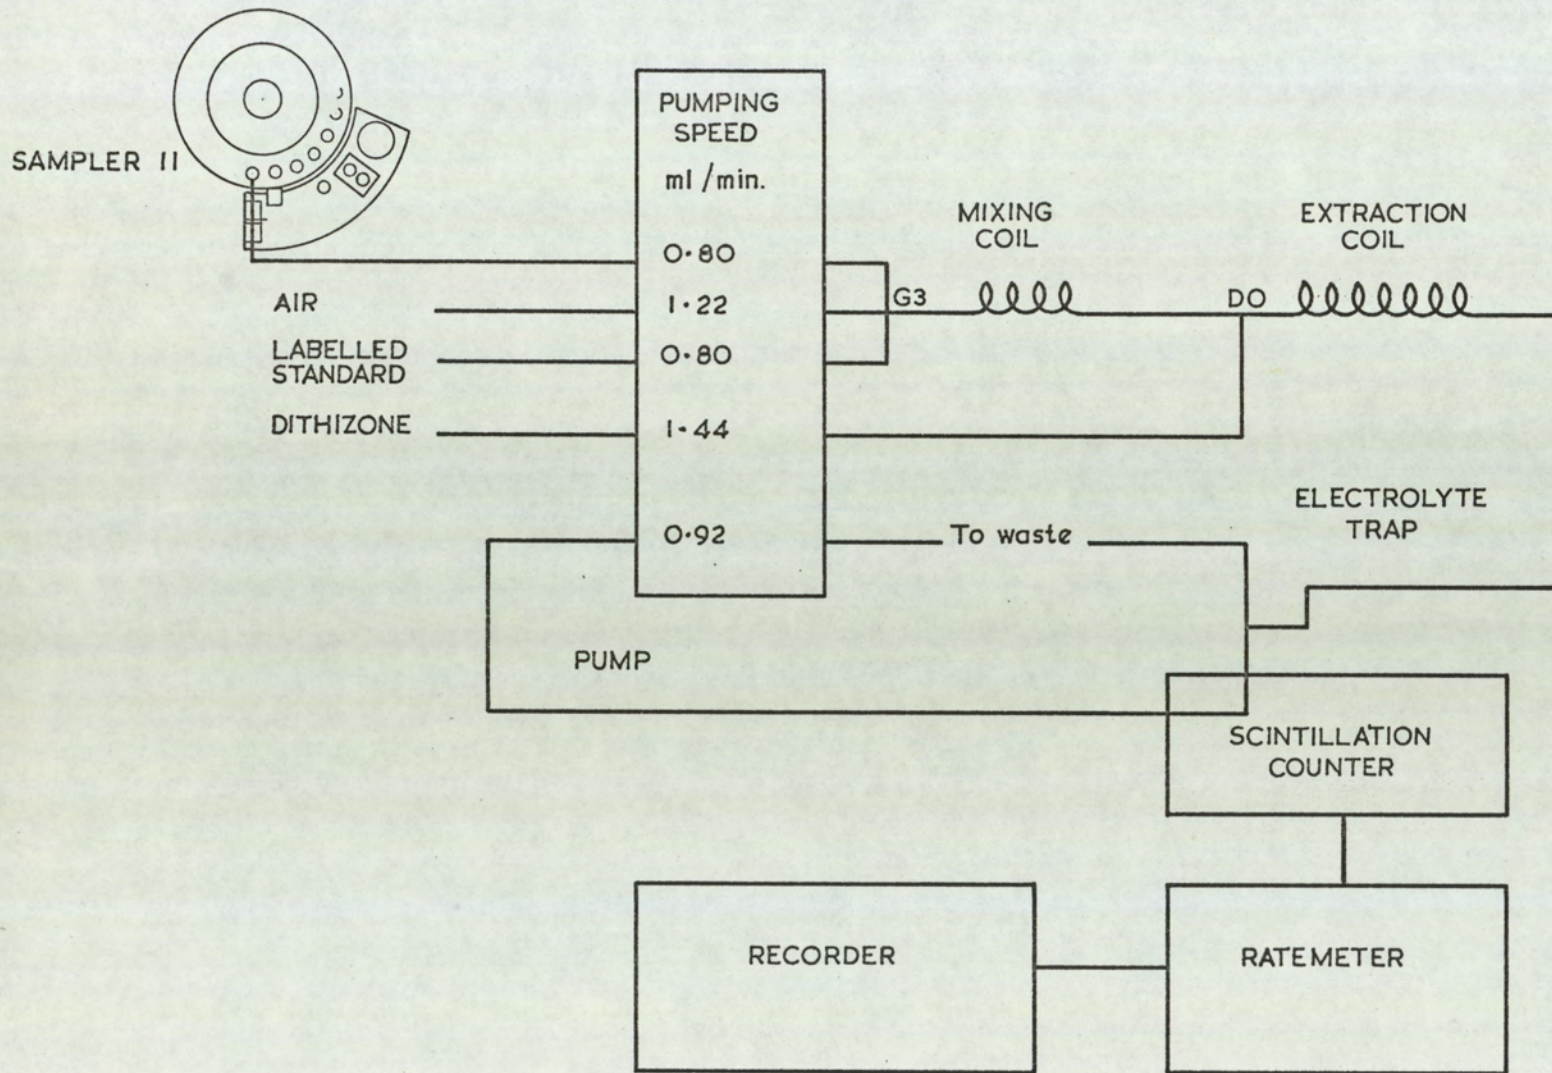 SAMPLER II
PUMPING
SPEED
ml /min.
0·80
1·22
0·80
1·44
0·92
AIR
LABELLED
STANDARD
DITHIZONE
G3
MIXING
COIL
DO
EXTRACTION
COIL
To waste
ELECTROLYTE
TRAP
PUMP
SCINTILLATION
COUNTER
RECORDER
RATEMETER